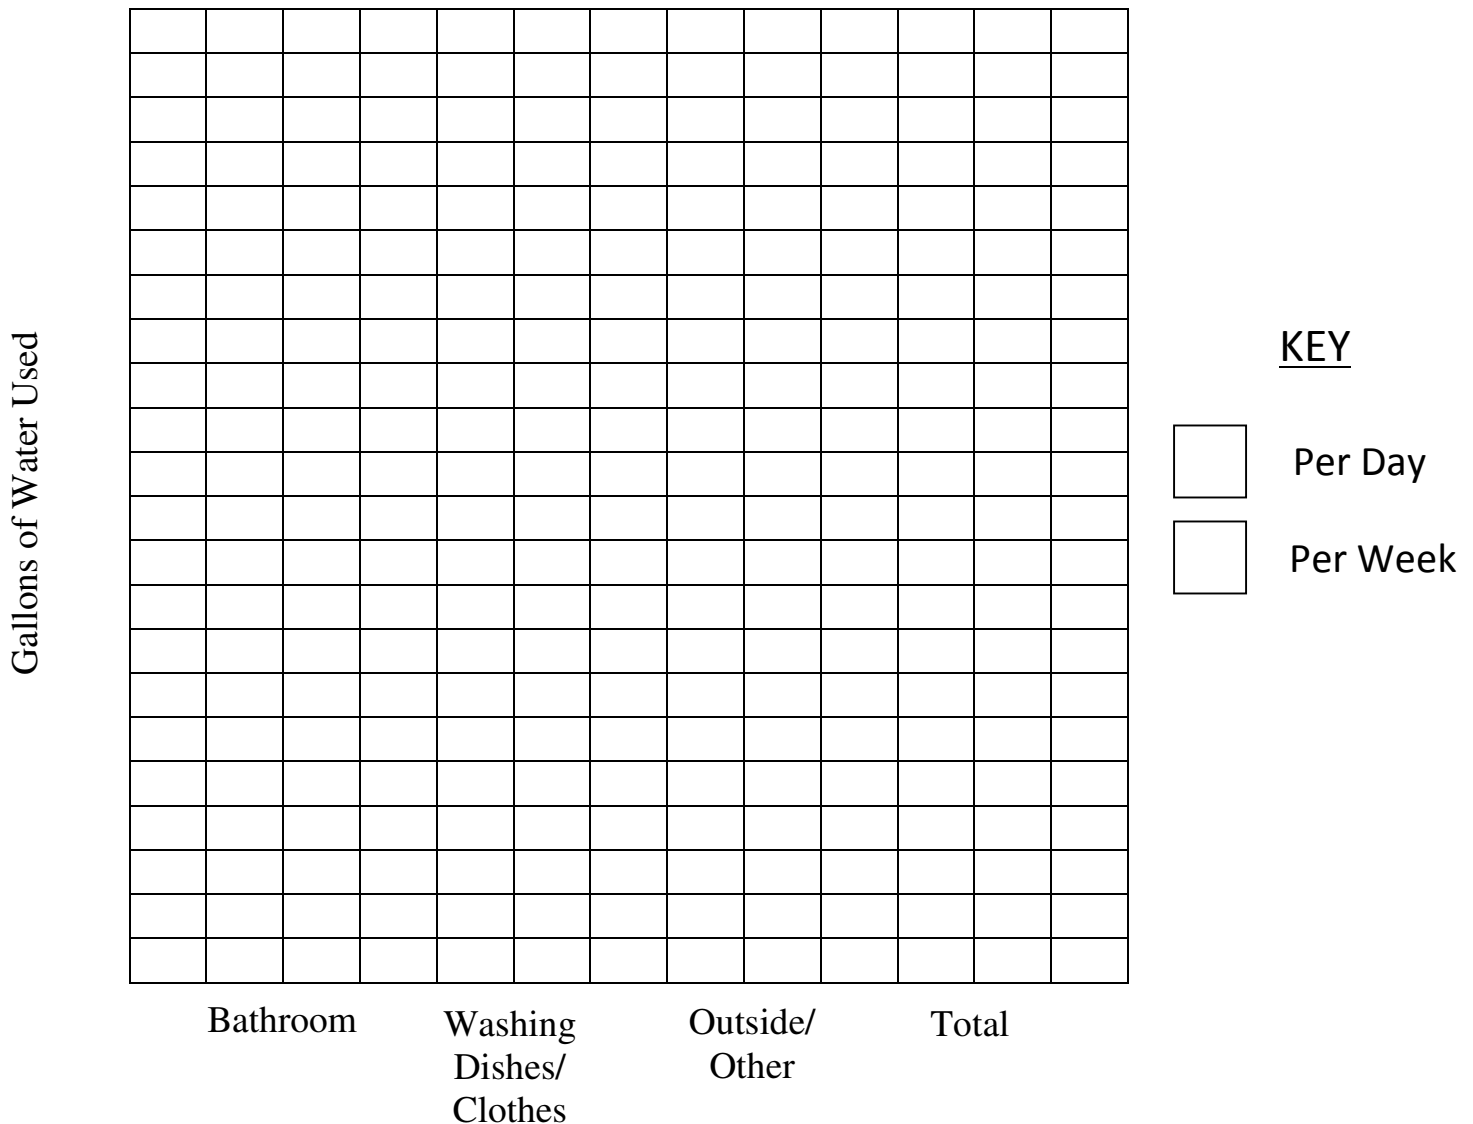 Gallons of Water Used
KEY
Per Day
Per Week
Bathroom
Washing
Dishes/
Clothes
Outside/
Other
Total